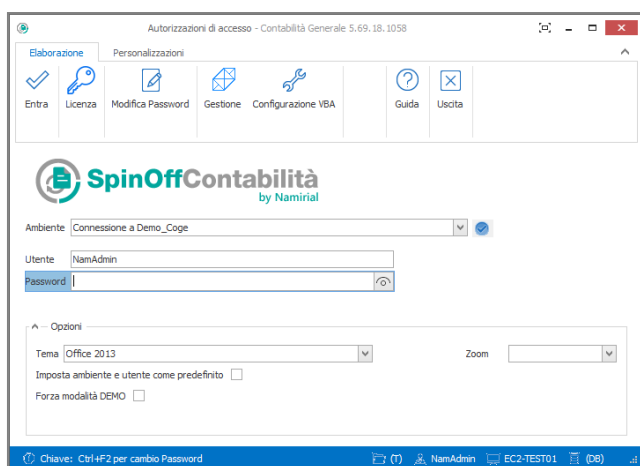 Autorizzazioni di accesso - Contabilità Generale 5.69.18.1058
Elaborazione Personalizzazioni
Entra Licenza Modifica Password Gestione Configurazione VBA Guida Uscita
SpinOffContabilità
by Namirial
Ambiente Connessione a Demo_Coge
Utente NamAdmin
Password
Opzioni
Tema Office 2013 Zoom
Imposta ambiente e utente come predefinito
Forza modalità DEMO
Chiave: Ctrl+F2 per cambio Password (T) NamAdmin EC2-TEST01 (DB)